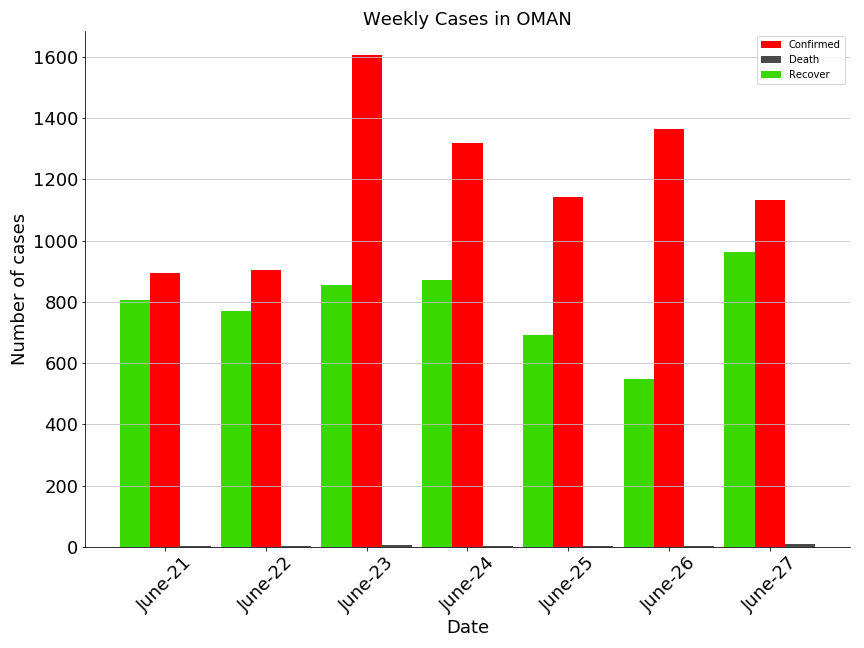 Weekly Cases in OMAN
Confirmed
Death
Recover
Number of cases
1600
1400
1200
1000
800
600
400
200
0
June-21
June-22
June-23
June-24
June-25
June-26
June-27
Date